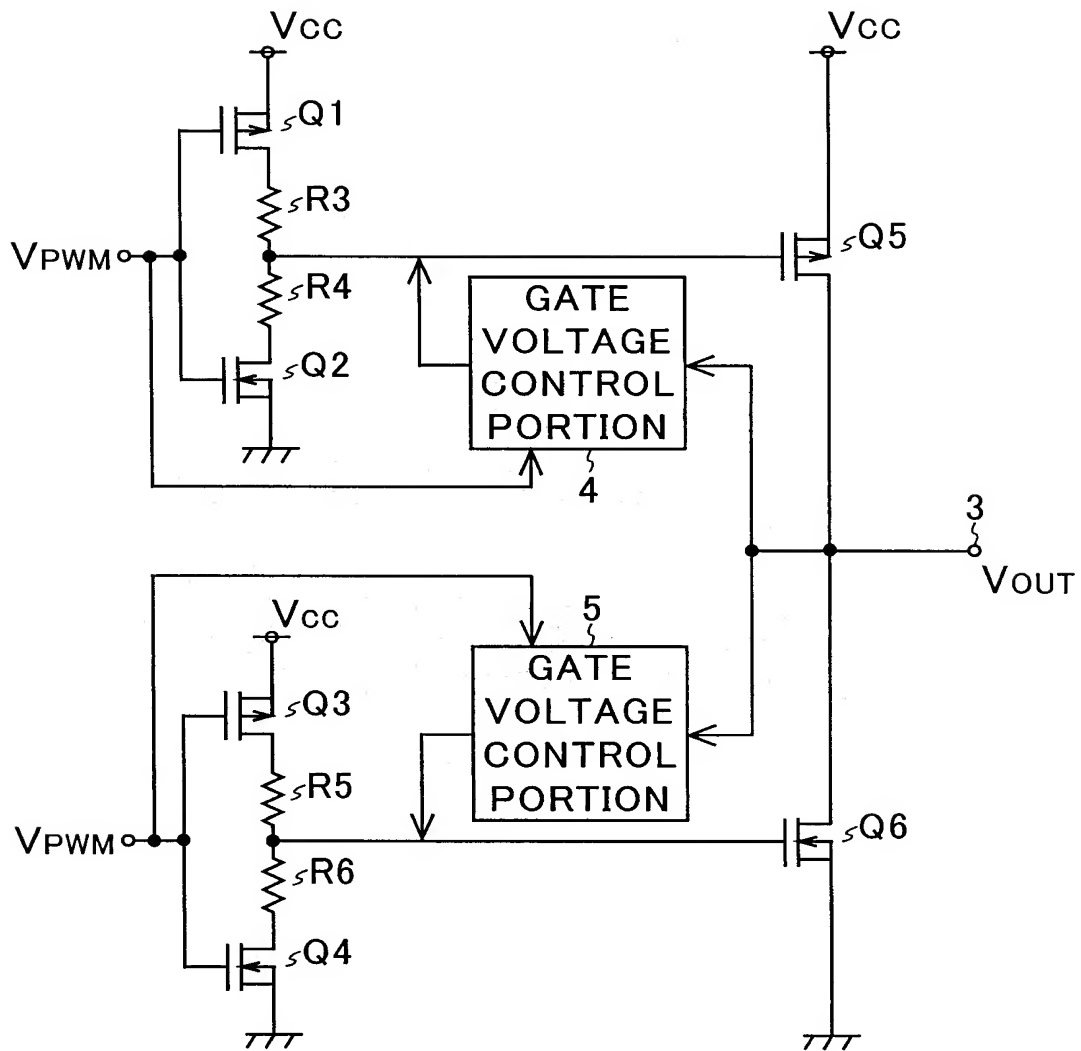 VCC
VCC
Q1
R3
Q5
VPWM
R4
GATE
VOLTAGE
CONTROL
PORTION
Q2
4
3
VOUT
5
VCC
GATE
VOLTAGE
CONTROL
PORTION
Q3
R5
Q6
VPWM
R6
Q4